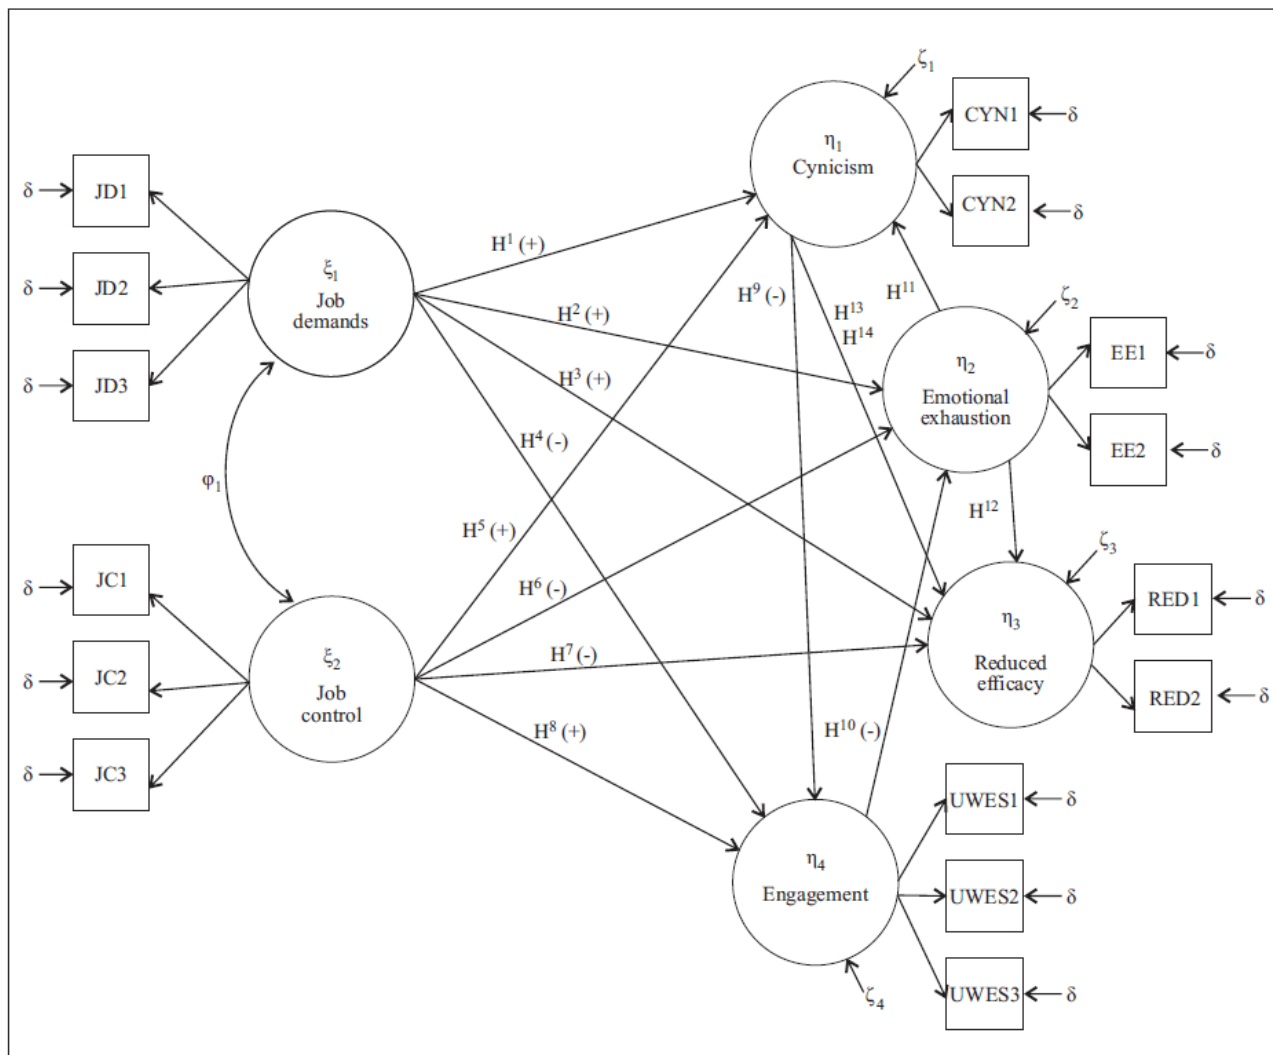 ζ1
η1
Cynicism
CYN1
δ
CYN2
δ
δ
JD1
δ
JD2
δ
JD3
ξ1
Job
demands
H1 (+)
H2 (+)
H3 (+)
H4 (-)
H9 (-)
H13
H14
H11
ζ2
η2
Emotional
exhaustion
EE1
δ
EE2
δ
φ1
H5 (+)
H6 (-)
H7 (-)
H8 (+)
H12
δ
JC1
δ
JC2
δ
JC3
ξ2
Job
control
ζ3
η3
Reduced
efficacy
RED1
δ
RED2
δ
H10 (-)
η4
Engagement
UWES1
δ
UWES2
δ
UWES3
δ
ζ4